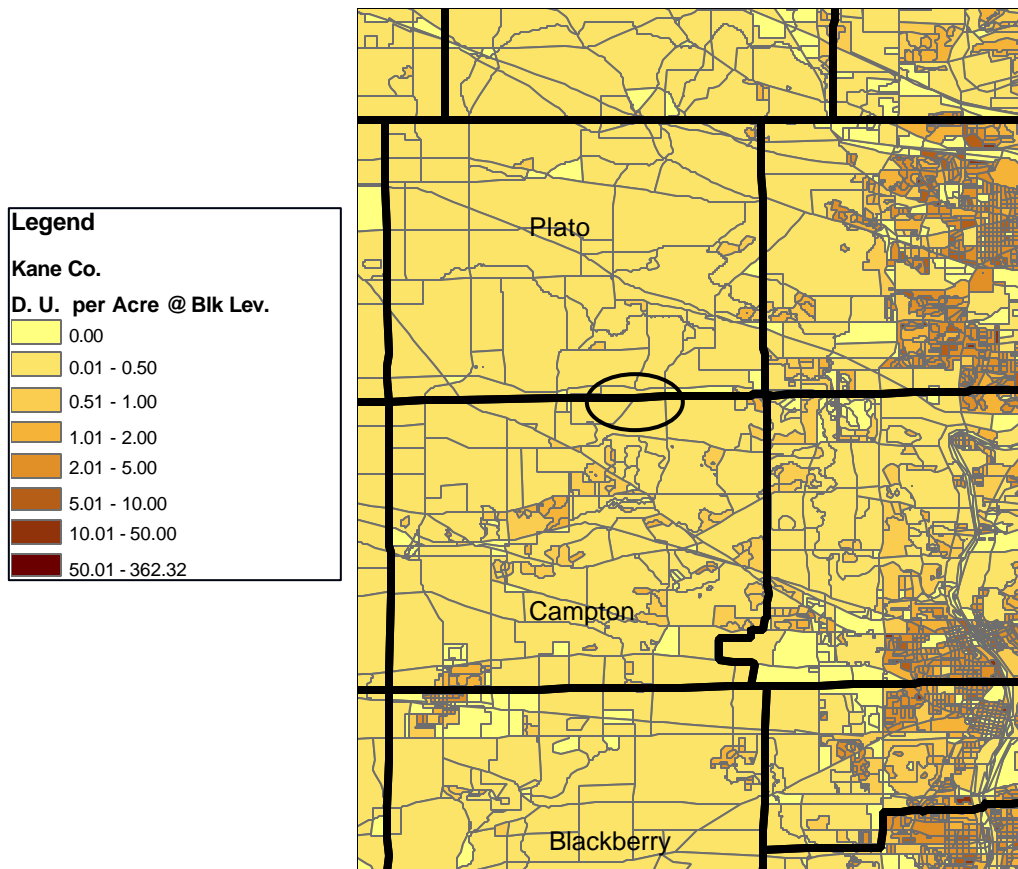 Legend
Kane Co.
D. U. per Acre @ Blk Lev.
0.00
0.01 - 0.50
0.51 - 1.00
1.01 - 2.00
2.01 - 5.00
5.01 - 10.00
10.01 - 50.00
50.01 - 362.32
Plato
Campton
Blackberry